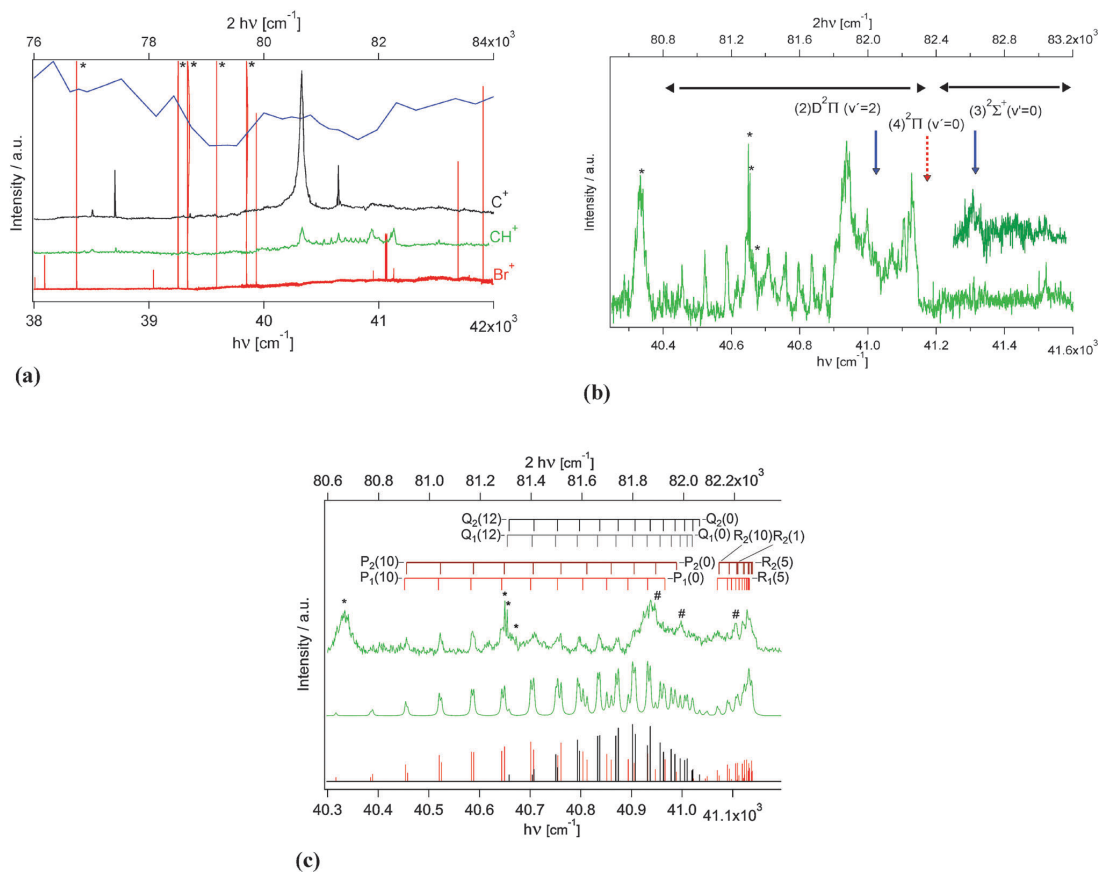 2 hν [cm⁻¹]
76 78 80 82 84x10³
* * * * *
Intensity / a.u.
C⁺
CH⁺
Br⁺
38 39 40 41 42x10³
hν [cm⁻¹]
(a)
2hν [cm⁻¹]
80.8 81.2 81.6 82.0 82.4 82.8 83.2x10³
(2)D²Π (v´=2)
(3)²Σ⁺(v'=0)
(4)²Π (v´=0)
* * * *
Intensity / a.u.
40.4 40.6 40.8 41.0 41.2 41.4 41.6x10³
hν [cm⁻¹]
(b)
2 hν [cm⁻¹]
80.6 80.8 81.0 81.2 81.4 81.6 81.8 82.0 82.2x10³
Q₂(12) Q₂(0)
Q₁(12) Q₁(0)
R₂(10)R₂(1)
P₂(10) P₂(0) R₂(5)
P₁(10) P₁(0) R₁(5)
* * * * # # #
Intensity / a.u.
40.3 40.4 40.5 40.6 40.7 40.8 40.9 41.0 41.1x10³
hν [cm⁻¹]
(c)